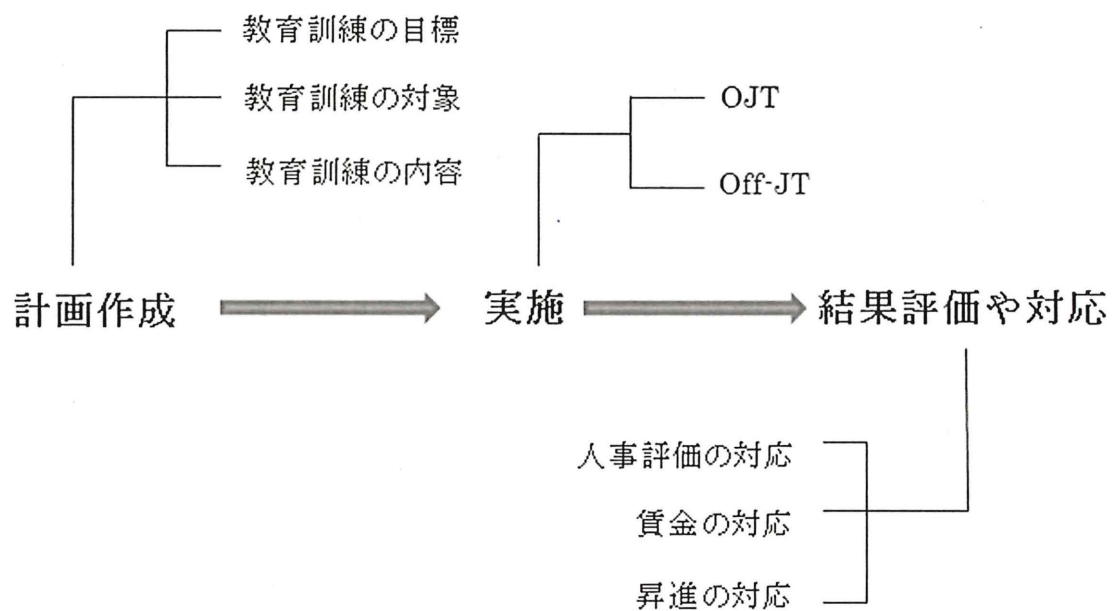 教育訓練の目標
教育訓練の対象
教育訓練の内容
OJT
Off-JT
計画作成
実施
結果評価や対応
人事評価の対応
賃金の対応
昇進の対応